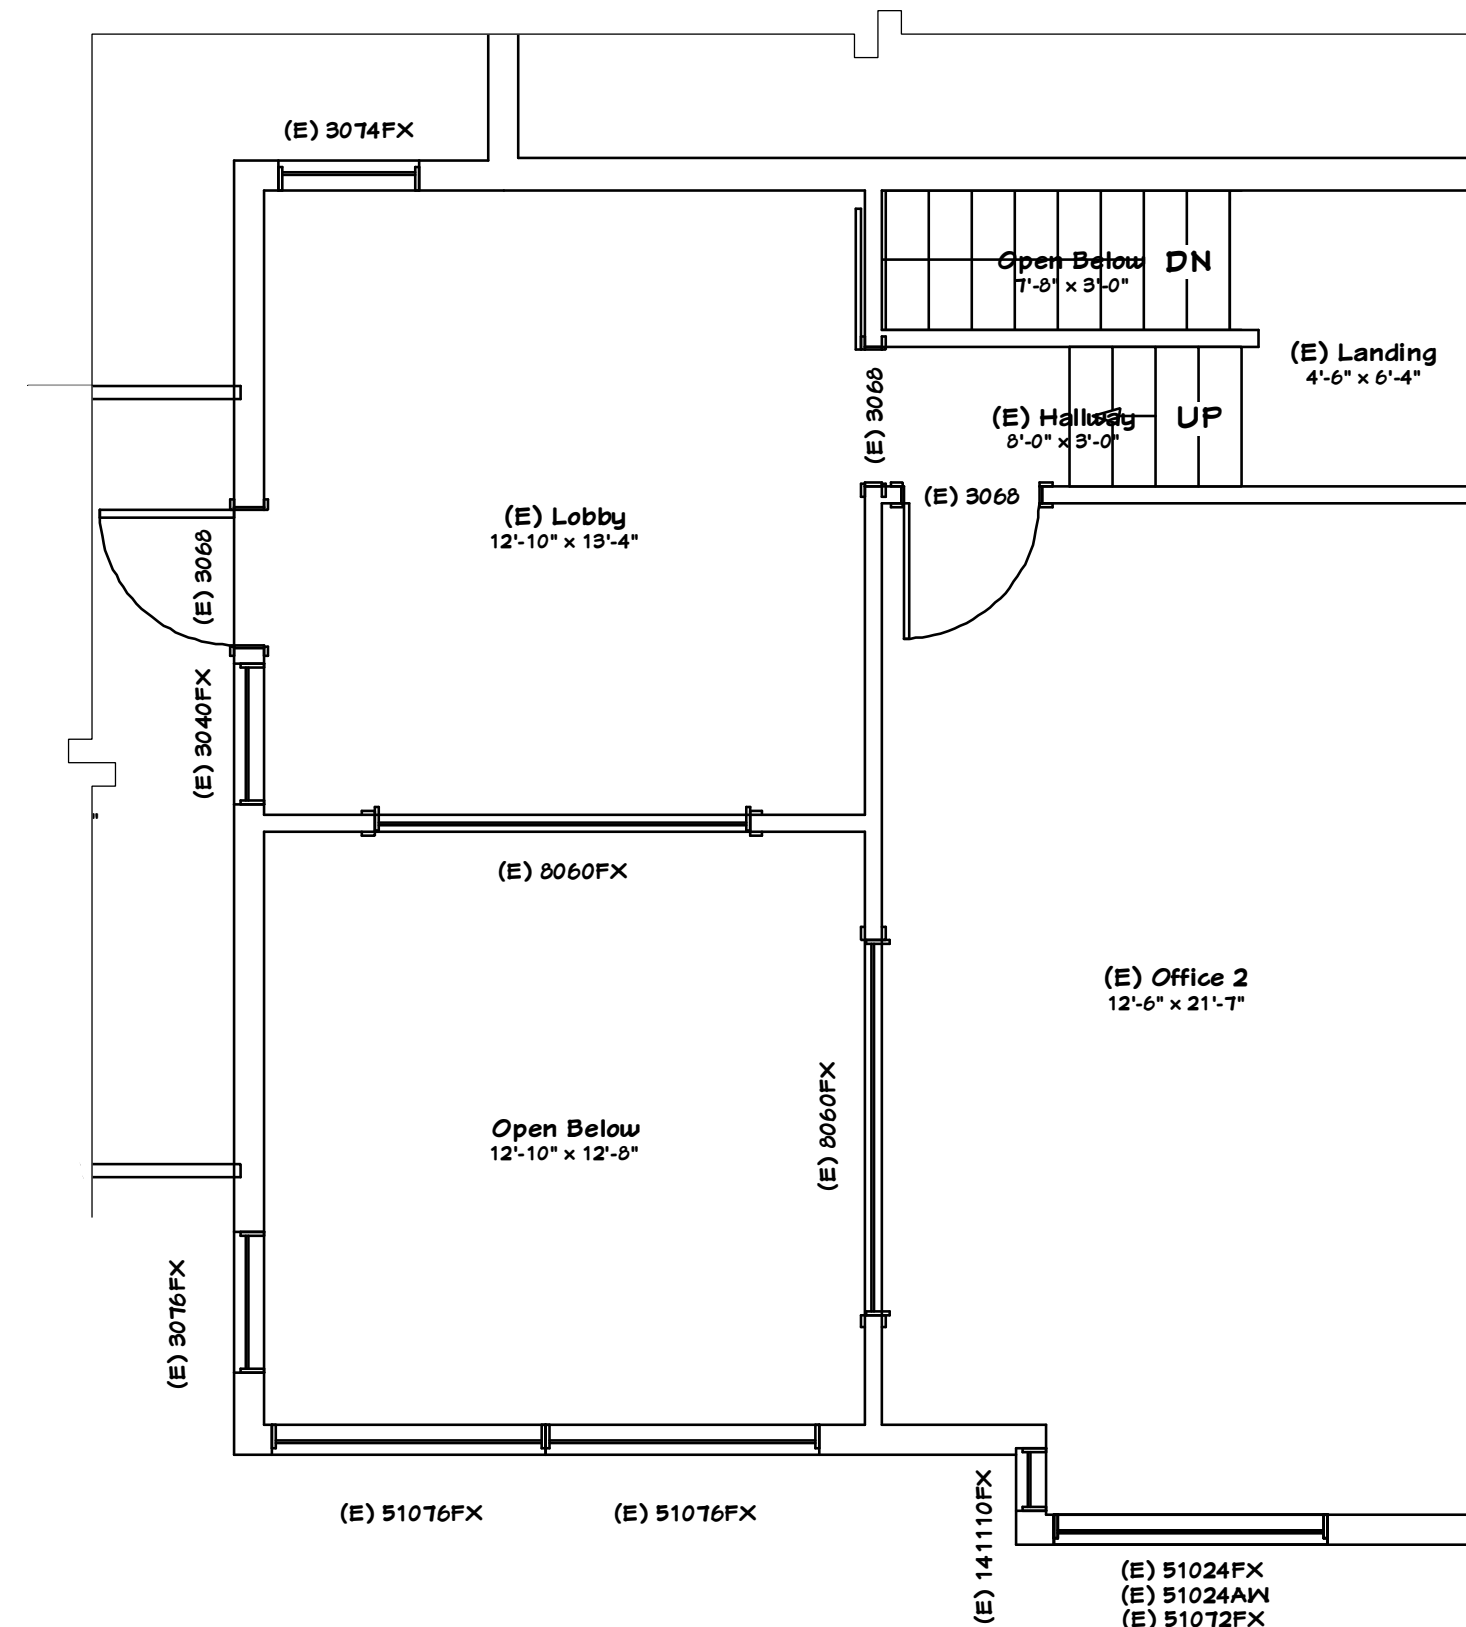 (E) 3074FX
Open Below
7'-8" x 3'-0"
DN
(E) Landing
4'-6" x 6'-4"
(E) 3068
(E) Hallway
8'-0" x 3'-0"
UP
(E) 3068
(E) Lobby
12'-10" x 13'-4"
(E) 3068
(E) 3040FX
"
(E) 8060FX
(E) Office 2
12'-6" x 21'-7"
(E) 8060FX
Open Below
12'-10" x 12'-8"
(E) 3076FX
(E) 51076FX
(E) 51076FX
(E) 141110FX
(E) 51024FX
(E) 51024AW
(E) 51072FX